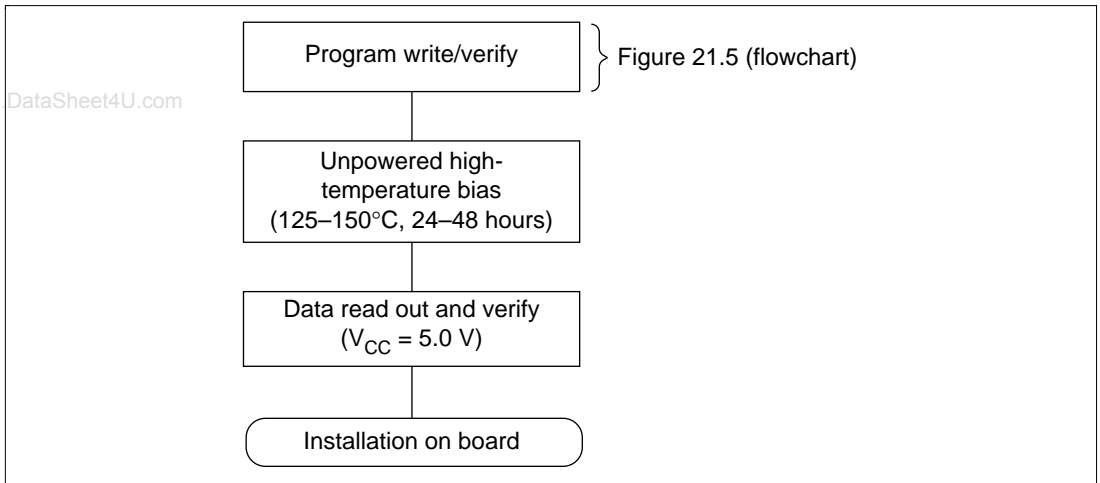 Program write/verify
Figure 21.5 (flowchart)
.DataSheet4U.com
Unpowered high-
temperature bias
(125–150°C, 24–48 hours)
Data read out and verify
(VCC = 5.0 V)
Installation on board